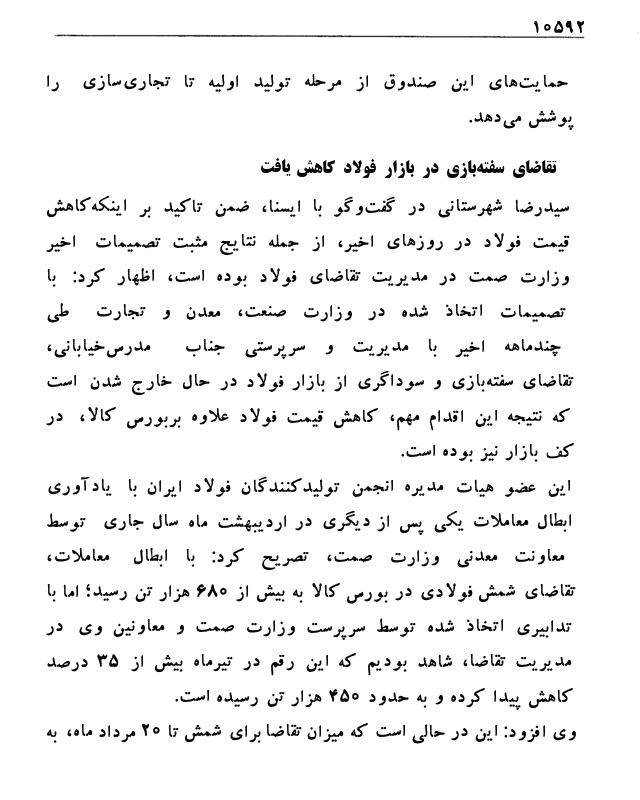 ۱۰۵۹۲
حمایت‌های این صندوق از مرحله تولید اولیه تا تجاری‌سازی را
پوشش می‌دهد.
تقاضای سفته‌بازی در بازار فولاد کاهش یافت
سیدرضا شهرستانی در گفت‌وگو با ایسنا، ضمن تاکید بر اینکه‌کاهش
قیمت فولاد در روزهای اخیر، از جمله نتایج مثبت تصمیمات اخیر
وزارت صمت در مدیریت تقاضای فولاد بوده است، اظهار کرد: با
تصمیمات اتخاذ شده در وزارت صنعت، معدن و تجارت طی
چندماهه اخیر با مدیریت و سرپرستی جناب مدرس‌خیابانی،
تقاضای سفته‌بازی و سوداگری از بازار فولاد در حال خارج شدن است
که نتیجه این اقدام مهم، کاهش قیمت فولاد علاوه بربورس کالا، در
کف بازار نیز بوده است.
این عضو هیات مدیره انجمن تولیدکنندگان فولاد ایران با یادآوری
ابطال معاملات یکی پس از دیگری در اردیبهشت ماه سال جاری توسط
معاونت معدنی وزارت صمت، تصریح کرد: با ابطال معاملات،
تقاضای شمش فولادی در بورس کالا به بیش از ۶۸۰ هزار تن رسید؛ اما با
تدابیری اتخاذ شده توسط سرپرست وزارت صمت و معاونین وی در
مدیریت تقاضا، شاهد بودیم که این رقم در تیرماه بیش از ۳۵ درصد
کاهش پیدا کرده و به حدود ۴۵۰ هزار تن رسیده است.
وی افزود: این در حالی است که میزان تقاضا برای شمش تا ۲۰ مرداد ماه، به